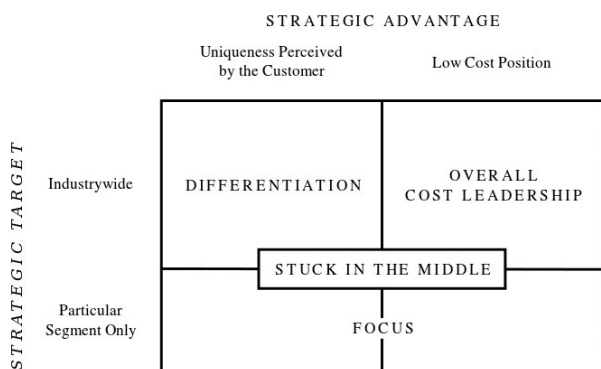 STRATEGIC ADVANTAGE
Uniqueness Perceived
by the Customer
Low Cost Position
STRATEGIC TARGET
Industrywide
DIFFERENTIATION
OVERALL
COST LEADERSHIP
STUCK IN THE MIDDLE
Particular
Segment Only
FOCUS